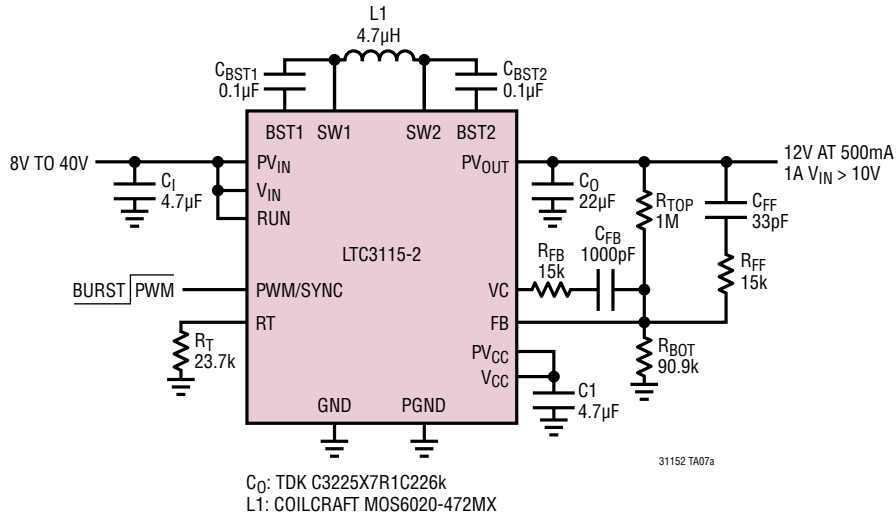 L1
4.7µH
CBST1
0.1µF
CBST2
0.1µF
BST1 SW1 SW2 BST2
8V TO 40V
PVIN
PVOUT
12V AT 500mA
1A VIN > 10V
CI
4.7µF
VIN
RUN
CO
22µF
RTOP
1M
CFF
33pF
LTC3115-2
RFB
15k
CFB
1000pF
RFF
15k
BURST PWM
PWM/SYNC
VC
RT
FB
RT
23.7k
PVCC
VCC
RBOT
90.9k
C1
4.7µF
GND PGND
31152 TA07a
CO: TDK C3225X7R1C226k
L1: COILCRAFT MOS6020-472MX